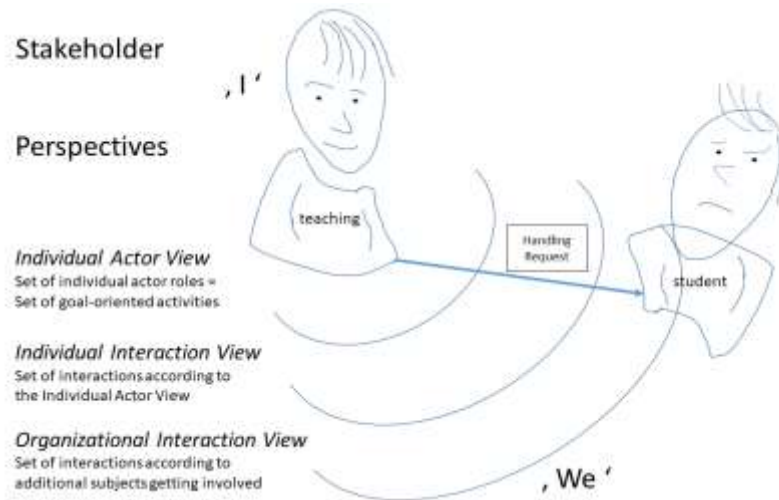 Stakeholder
‚ I ‘
Perspectives
teaching
Handling
Request
student
Individual Actor View
Set of individual actor roles =
Set of goal-oriented activities
Individual Interaction View
Set of interactions according to
the Individual Actor View
Organizational Interaction View
Set of interactions according to
additional subjects getting involved
‚ We ‘